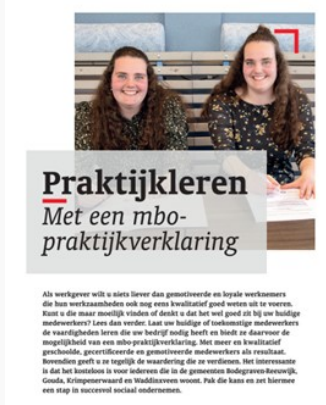 Praktijkleren
Met een mbo-
praktijkverklaring
Als werkgever wilt u niets liever dan gemotiveerde en loyale werknemers
die hun werkzaamheden ook nog eens kwalitatief goed weten uit te voeren.
Kunt u die maar moeilijk vinden of denkt u dat het wel goed zit bij uw huidige
medewerkers? Lees dan verder. Laat uw huidige of toekomstige medewerkers
de vaardigheden leren die uw bedrijf nodig heeft en biedt ze daarvoor de
mogelijkheid van een mbo-praktijkverklaring. Met meer en kwalitatief
geschoolde, gecertificeerde en gemotiveerde medewerkers als resultaat.
Bovendien geeft u ze tegelijk de waardering die ze verdienen. Het interessante
is dat het kosteloos is voor iedereen die in de gemeenten Bodegraven-Reeuwijk,
Gouda, Krimpenerwaard en Waddinxveen woont. Pak die kans en zet hiermee
een stap in succesvol sociaal ondernemen.